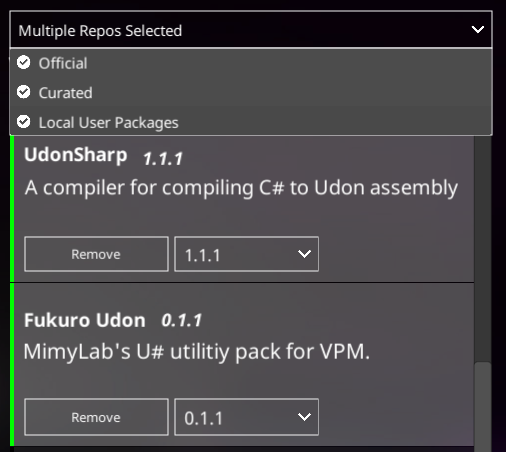 Multiple Repos Selected
Official
Curated
Local User Packages
UdonSharp 1.1.1
A compiler for compiling C# to Udon assembly
Remove 1.1.1
Fukuro Udon 0.1.1
MimyLab's U# utilitiy pack for VPM.
Remove 0.1.1